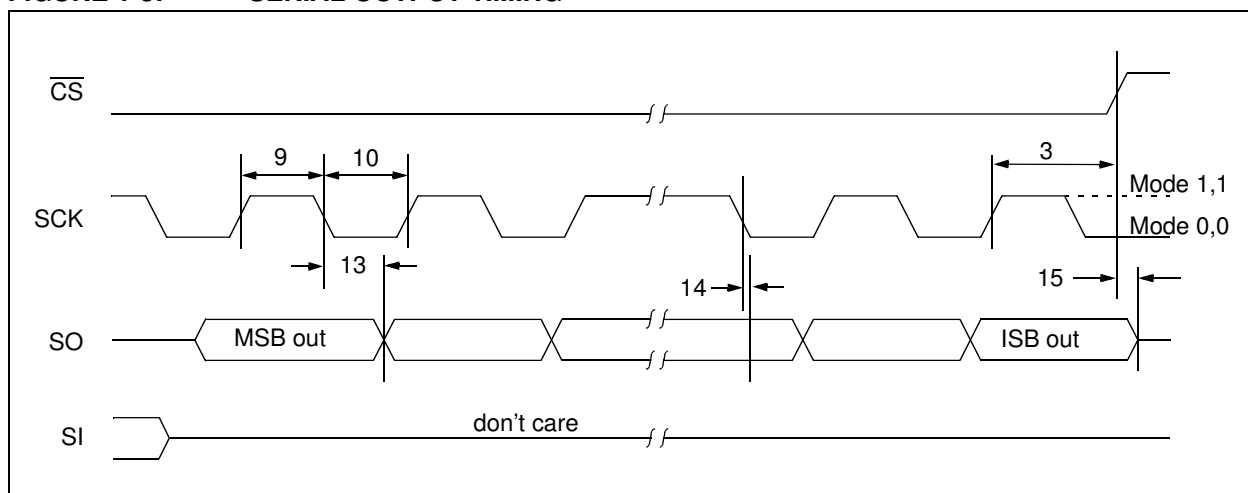 CS
9
10
3
Mode 1,1
SCK
Mode 0,0
13
14
15
SO
MSB out
ISB out
SI
don't care